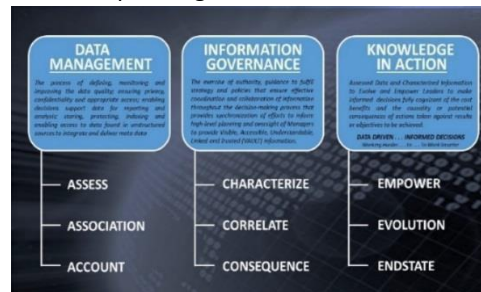 DATA
MANAGEMENT
The process of defining, monitoring and
improving the data quality; ensuring privacy,
confidentiality and appropriate access; enabling
decisions support data for reporting and
analysis; storing, presenting, indexing and
enabling access to data found in unstructured
sources to integrate and deliver meta data
ASSESS
ASSOCIATION
ACCOUNT
INFORMATION
GOVERNANCE
The exercise of authority, guidance to fulfill
strategy and policies that ensure effective
coordination and collaboration of information
throughout the decision-making process that
provides synchronization of efforts to inform
high-level planning and oversight of Managers
to provide Visible, Accessible, Understandable,
Linked and Trusted (VAULT) Information.
CHARACTERIZE
CORRELATE
CONSEQUENCE
KNOWLEDGE
IN ACTION
Assessed Data and Characterized Information
to Evolve and Empower Leaders to make
informed decisions fully cognizant of the cost
benefits and the causality or potential
consequences of actions taken against results
in objectives to be achieved.
DATA DRIVEN . . . INFORMED DECISIONS
EMPOWER
EVOLUTION
ENDSTATE